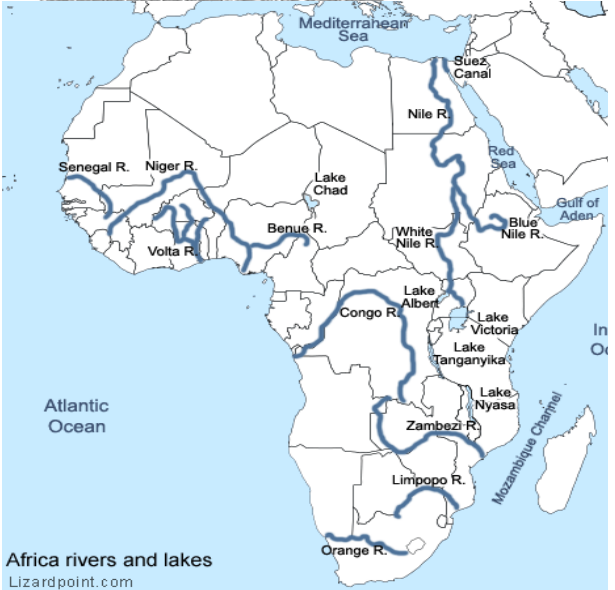 Mediterranean
Sea
Suez
Canal
Nile R.
Red
Sea
Senegal R.
Niger R.
Lake
Chad
Gulf of
Aden
Benue R.
White
Nile R.
Blue
Nile R.
Volta R.
Lake
Albert
Congo R.
Lake
Victoria
In
Oc
Lake
Tanganyika
Lake
Nyasa
Atlantic
Ocean
Zambezi R.
Mozambique Channel
Limpopo R.
Orange R.
Africa rivers and lakes
Lizardpoint.com